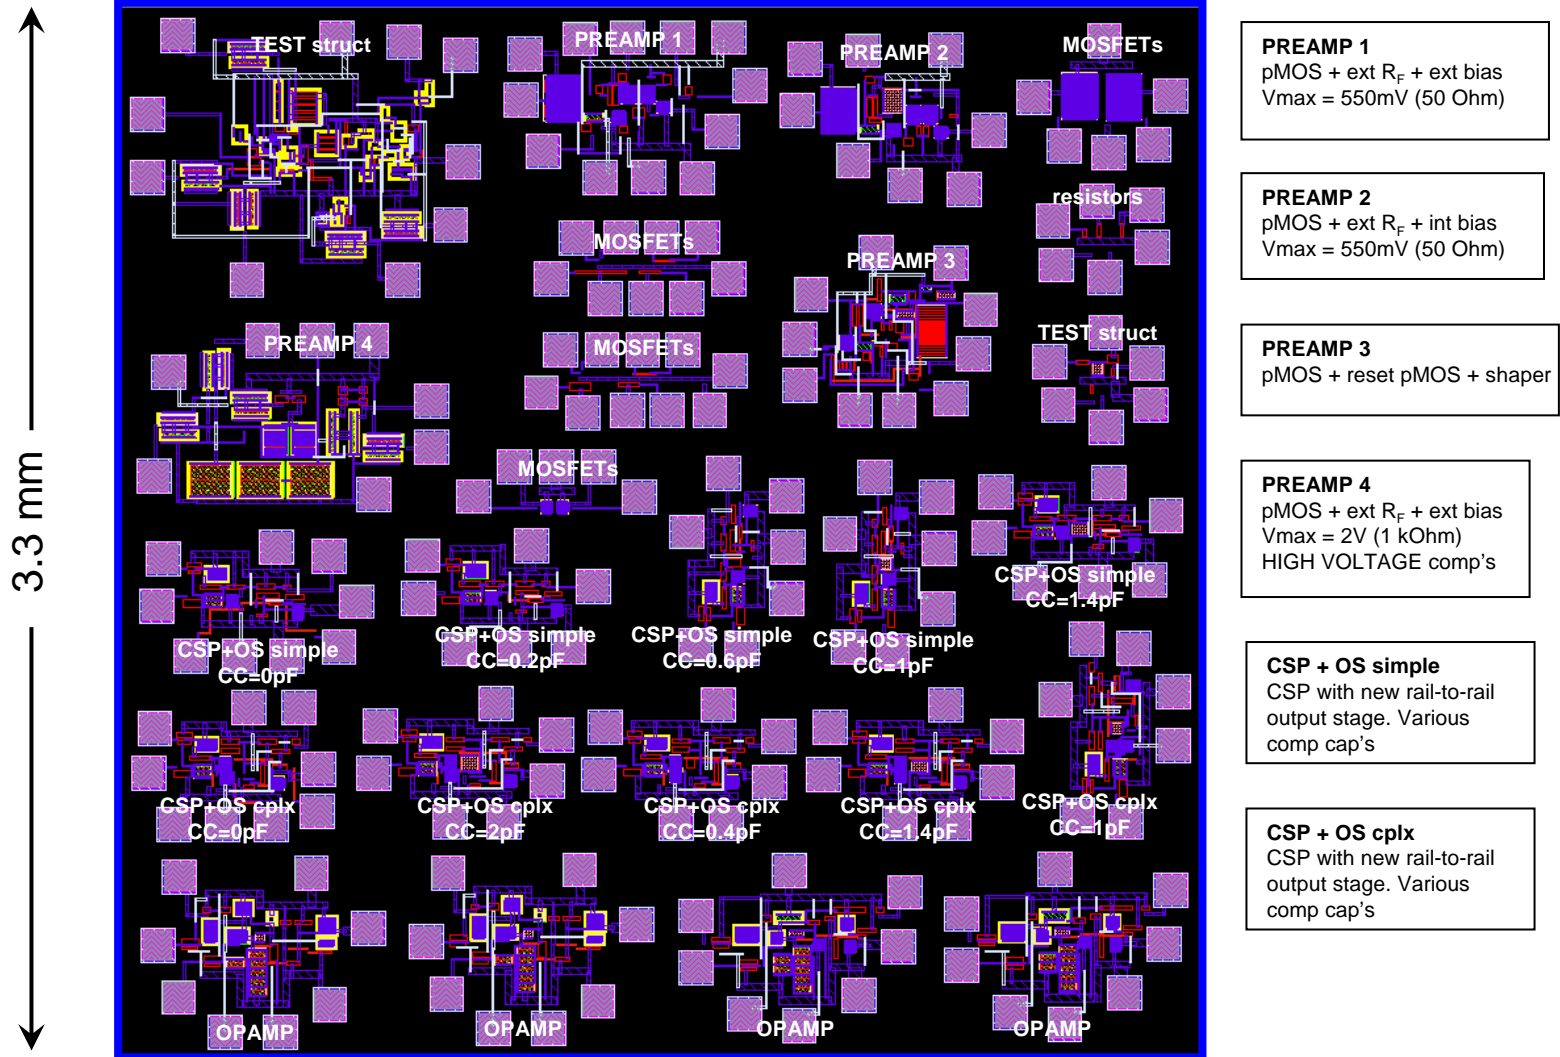 3.3 mm
TEST struct
PREAMP 1
PREAMP 2
MOSFETs
resistors
MOSFETs
PREAMP 3
TEST struct
PREAMP 4
MOSFETs
MOSFETs
CSP+OS simple
CC=1.4pF
CSP+OS simple
CC=0pF
CSP+OS simple
CC=0.2pF
CSP+OS simple
CC=0.6pF
CSP+OS simple
CC=1pF
CSP+OS cplx
CC=0pF
CSP+OS cplx
CC=2pF
CSP+OS cplx
CC=0.4pF
CSP+OS cplx
CC=1.4pF
CSP+OS cplx
CC=1pF
OPAMP
OPAMP
OPAMP
OPAMP
PREAMP 1
pMOS + ext RF + ext bias
Vmax = 550mV (50 Ohm)
PREAMP 2
pMOS + ext RF + int bias
Vmax = 550mV (50 Ohm)
PREAMP 3
pMOS + reset pMOS + shaper
PREAMP 4
pMOS + ext RF + ext bias
Vmax = 2V (1 kOhm)
HIGH VOLTAGE comp's
CSP + OS simple
CSP with new rail-to-rail
output stage. Various
comp cap's
CSP + OS cplx
CSP with new rail-to-rail
output stage. Various
comp cap's